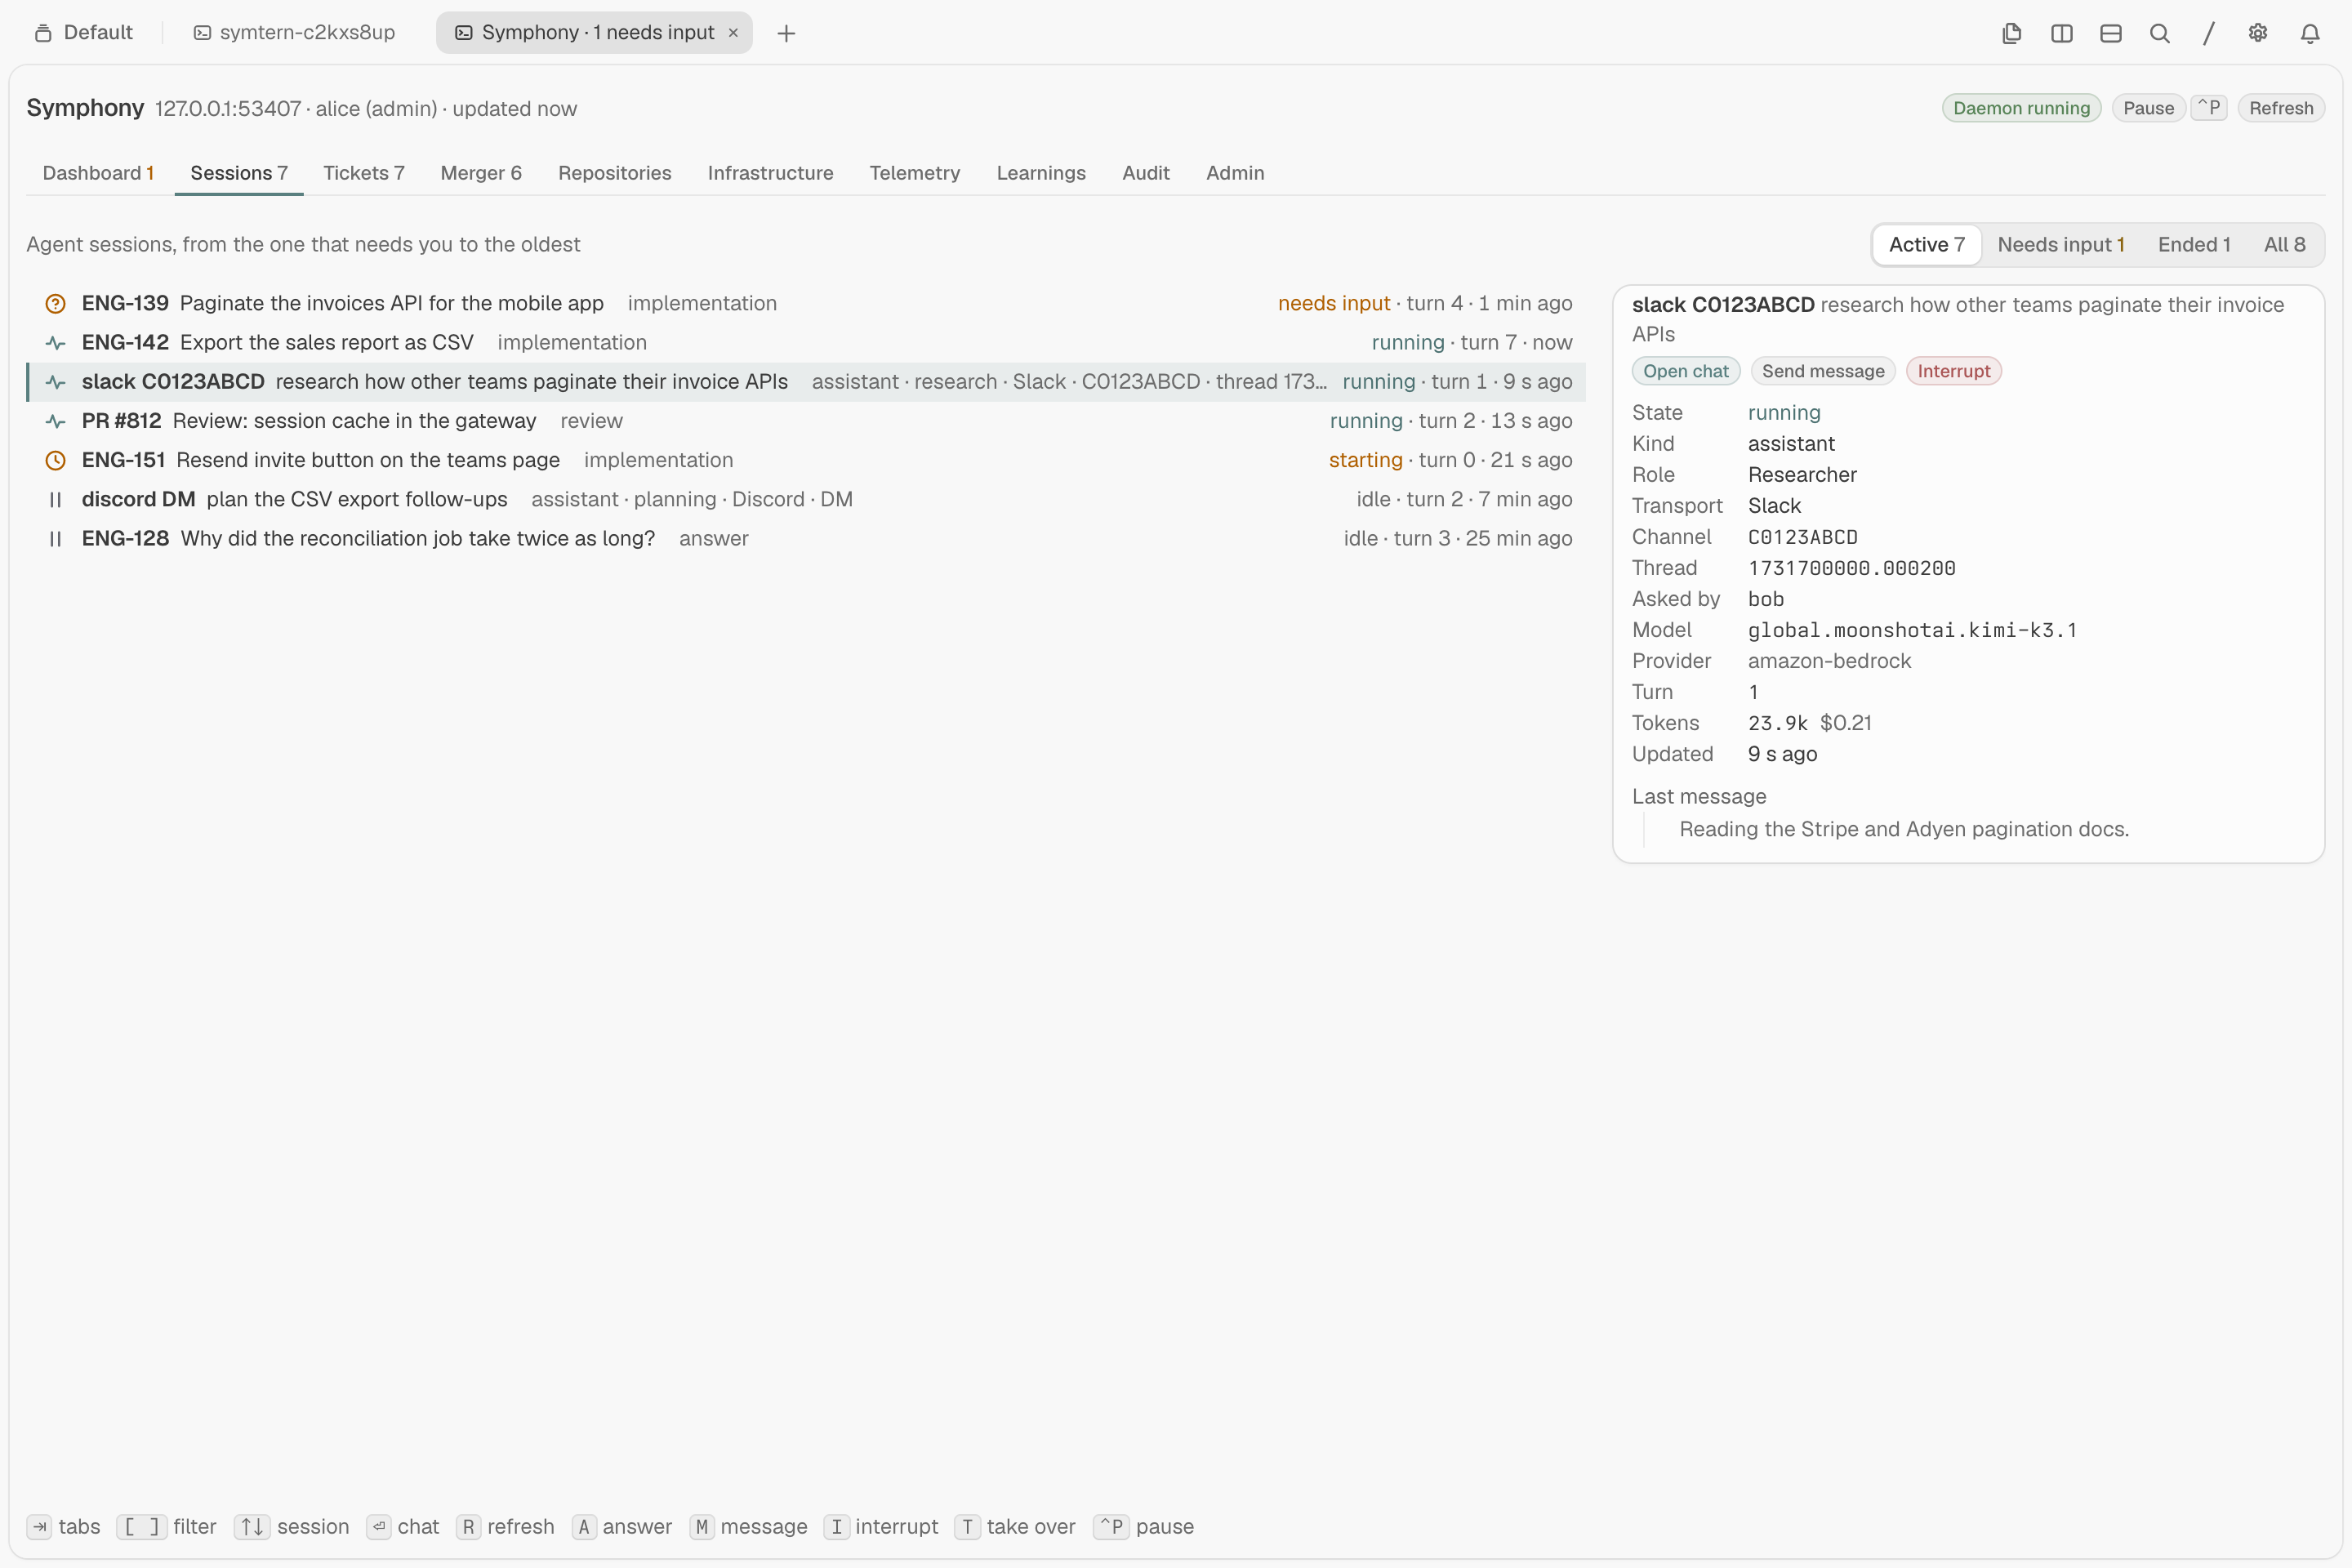 Default
symtern-c2kxs8up
Symphony · 1 needs input ×
Symphony 127.0.0.1:53407 · alice (admin) · updated now
Daemon running Pause ^P Refresh
Dashboard 1 Sessions 7 Tickets 7 Merger 6 Repositories Infrastructure Telemetry Learnings Audit Admin
Agent sessions, from the one that needs you to the oldest
Active 7 Needs input 1 Ended 1 All 8
ENG-139 Paginate the invoices API for the mobile app implementation needs input · turn 4 · 1 min ago
ENG-142 Export the sales report as CSV implementation running · turn 7 · now
slack C0123ABCD research how other teams paginate their invoice APIs assistant · research · Slack · C0123ABCD · thread 173… running · turn 1 · 9 s ago
PR #812 Review: session cache in the gateway review running · turn 2 · 13 s ago
ENG-151 Resend invite button on the teams page implementation starting · turn 0 · 21 s ago
discord DM plan the CSV export follow-ups assistant · planning · Discord · DM idle · turn 2 · 7 min ago
ENG-128 Why did the reconciliation job take twice as long? answer idle · turn 3 · 25 min ago
slack C0123ABCD research how other teams paginate their invoice
APIs
Open chat Send message Interrupt
State running
Kind assistant
Role Researcher
Transport Slack
Channel C0123ABCD
Thread 1731700000.000200
Asked by bob
Model global.moonshotai.kimi-k3.1
Provider amazon-bedrock
Turn 1
Tokens 23.9k $0.21
Updated 9 s ago
Last message
Reading the Stripe and Adyen pagination docs.
⇥ tabs [ ] filter ↑↓ session ⏎ chat R refresh A answer M message I interrupt T take over ^P pause